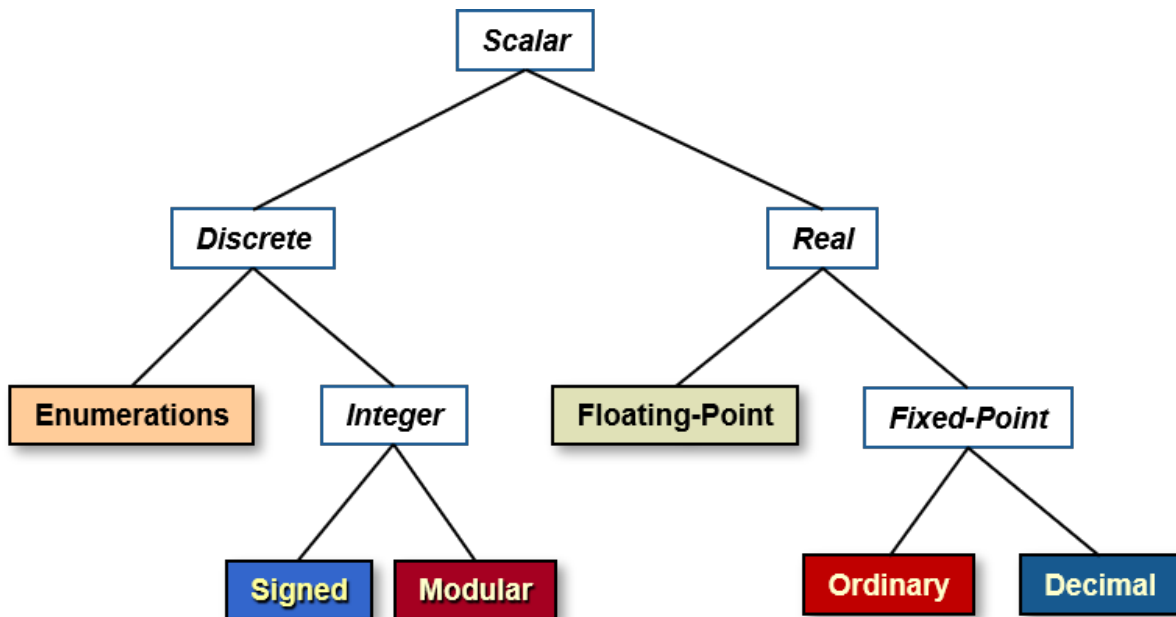 Scalar
Discrete
Real
Enumerations
Integer
Floating-Point
Fixed-Point
Signed
Modular
Ordinary
Decimal